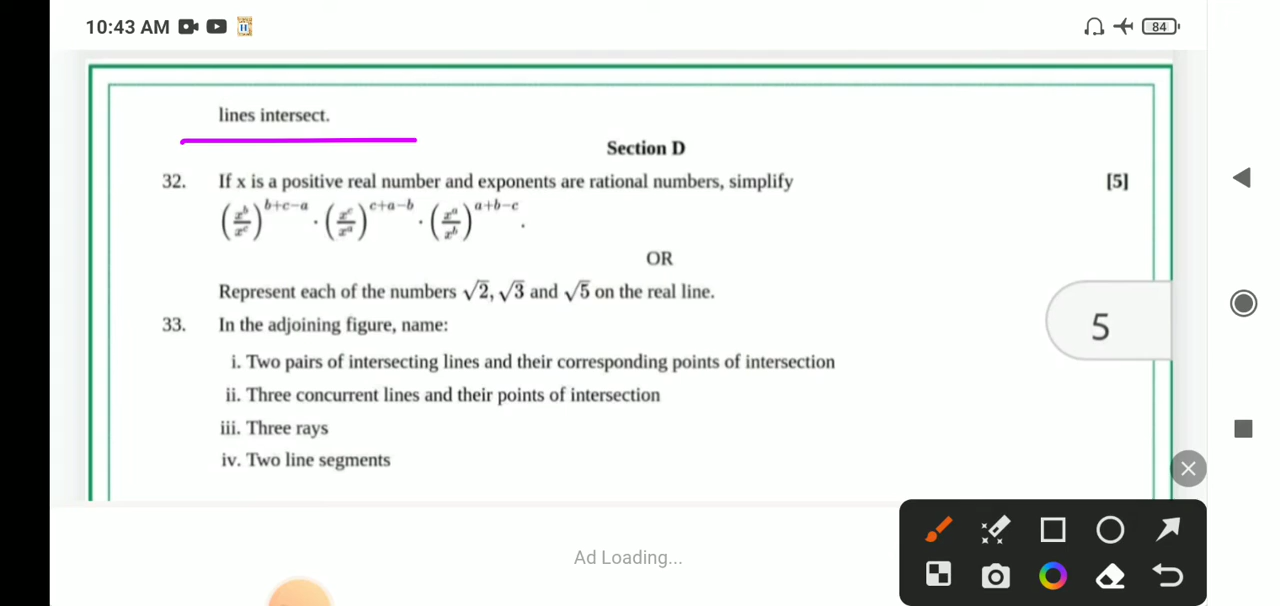 10:43 AM
84
lines intersect.
Section D
32. If x is a positive real number and exponents are rational numbers, simplify [5]
(x^b/x^c)^{b+c−a} · (x^c/x^a)^{c+a−b} · (x^a/x^b)^{a+b−c}.
OR
Represent each of the numbers √2, √3 and √5 on the real line.
5
33. In the adjoining figure, name:
i. Two pairs of intersecting lines and their corresponding points of intersection
ii. Three concurrent lines and their points of intersection
iii. Three rays
iv. Two line segments
Ad Loading...